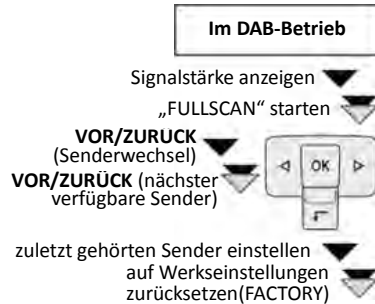 Im DAB-Betrieb
Signalstärke anzeigen
„FULLSCAN“ starten
VOR/ZURUCK
(Senderwechsel)
VOR/ZURÜCK (nächster
verfügbare Sender)
OK
zuletzt gehörten Sender einstellen
auf Werkseinstellungen
zurücksetzen(FACTORY)